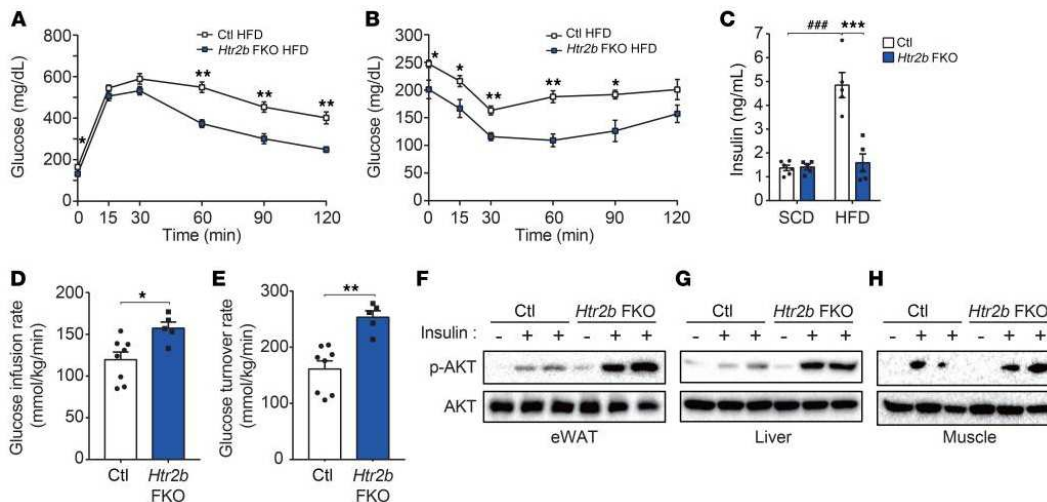 A
Glucose (mg/dL)
800
600
400
200
0
Ctl HFD
Htr2b FKO HFD
*
**
**
**
0 15 30 60 90 120
Time (min)
B
Glucose (mg/dL)
300
250
200
150
100
50
0
Ctl HFD
Htr2b FKO HFD
*
*
**
**
*
0 15 30 60 90 120
Time (min)
C
Insulin (ng/mL)
7
6
5
4
3
2
1
0
### ***
Ctl
Htr2b FKO
SCD HFD
D
Glucose infusion rate
(mmol/kg/min)
200
150
100
50
0
*
Ctl Htr2b
FKO
E
Glucose turnover rate
(mmol/kg/min)
300
200
100
0
**
Ctl Htr2b
FKO
F
Ctl Htr2b FKO
Insulin : - + + - + +
p-AKT
AKT
eWAT
G
Ctl Htr2b FKO
- + + - + +
Liver
H
Ctl Htr2b FKO
- + + - + +
Muscle